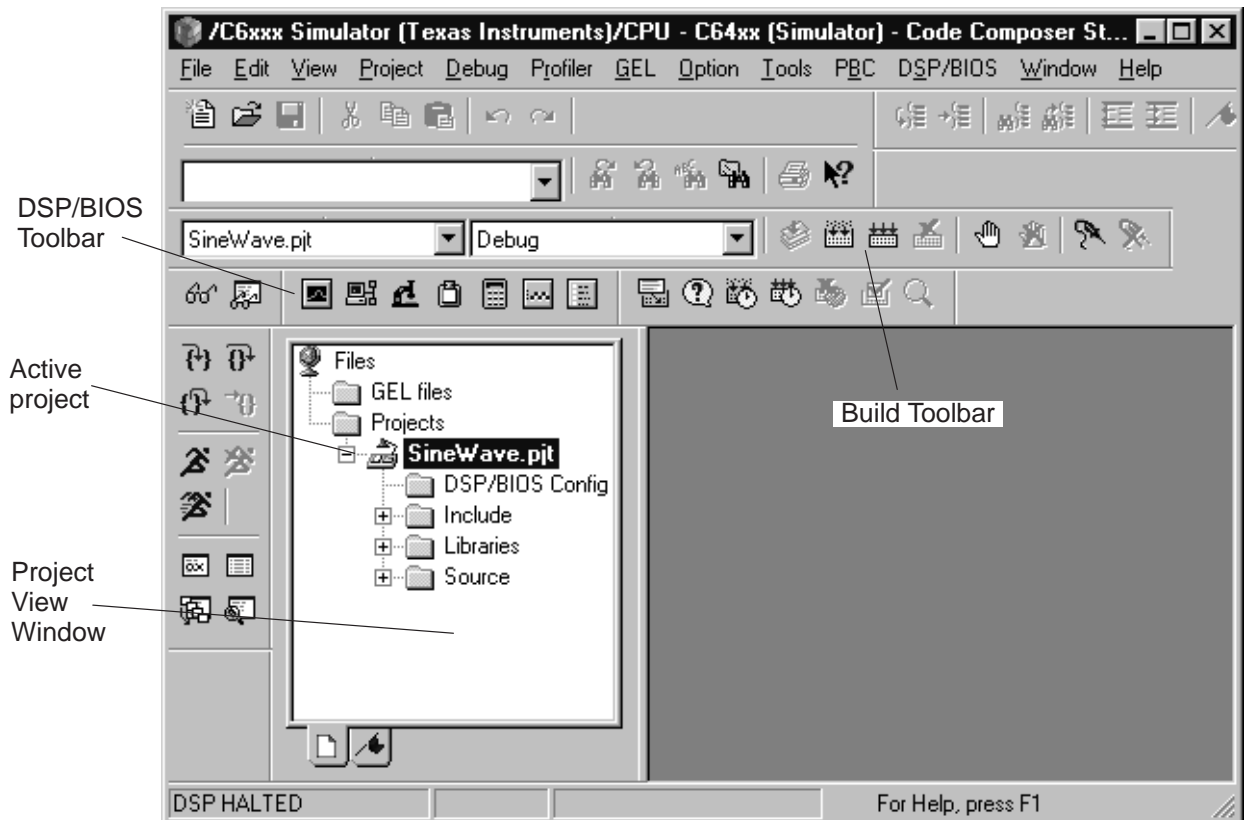 /C6xxx Simulator (Texas Instruments)/CPU - C64xx (Simulator) - Code Composer St...
File Edit View Project Debug Profiler GEL Option Tools PBC DSP/BIOS Window Help
DSP/BIOS
Toolbar
SineWave.pjt Debug
Active
project
Files
GEL files
Projects
SineWave.pjt
DSP/BIOS Config
Include
Libraries
Source
Build Toolbar
Project
View
Window
DSP HALTED For Help, press F1